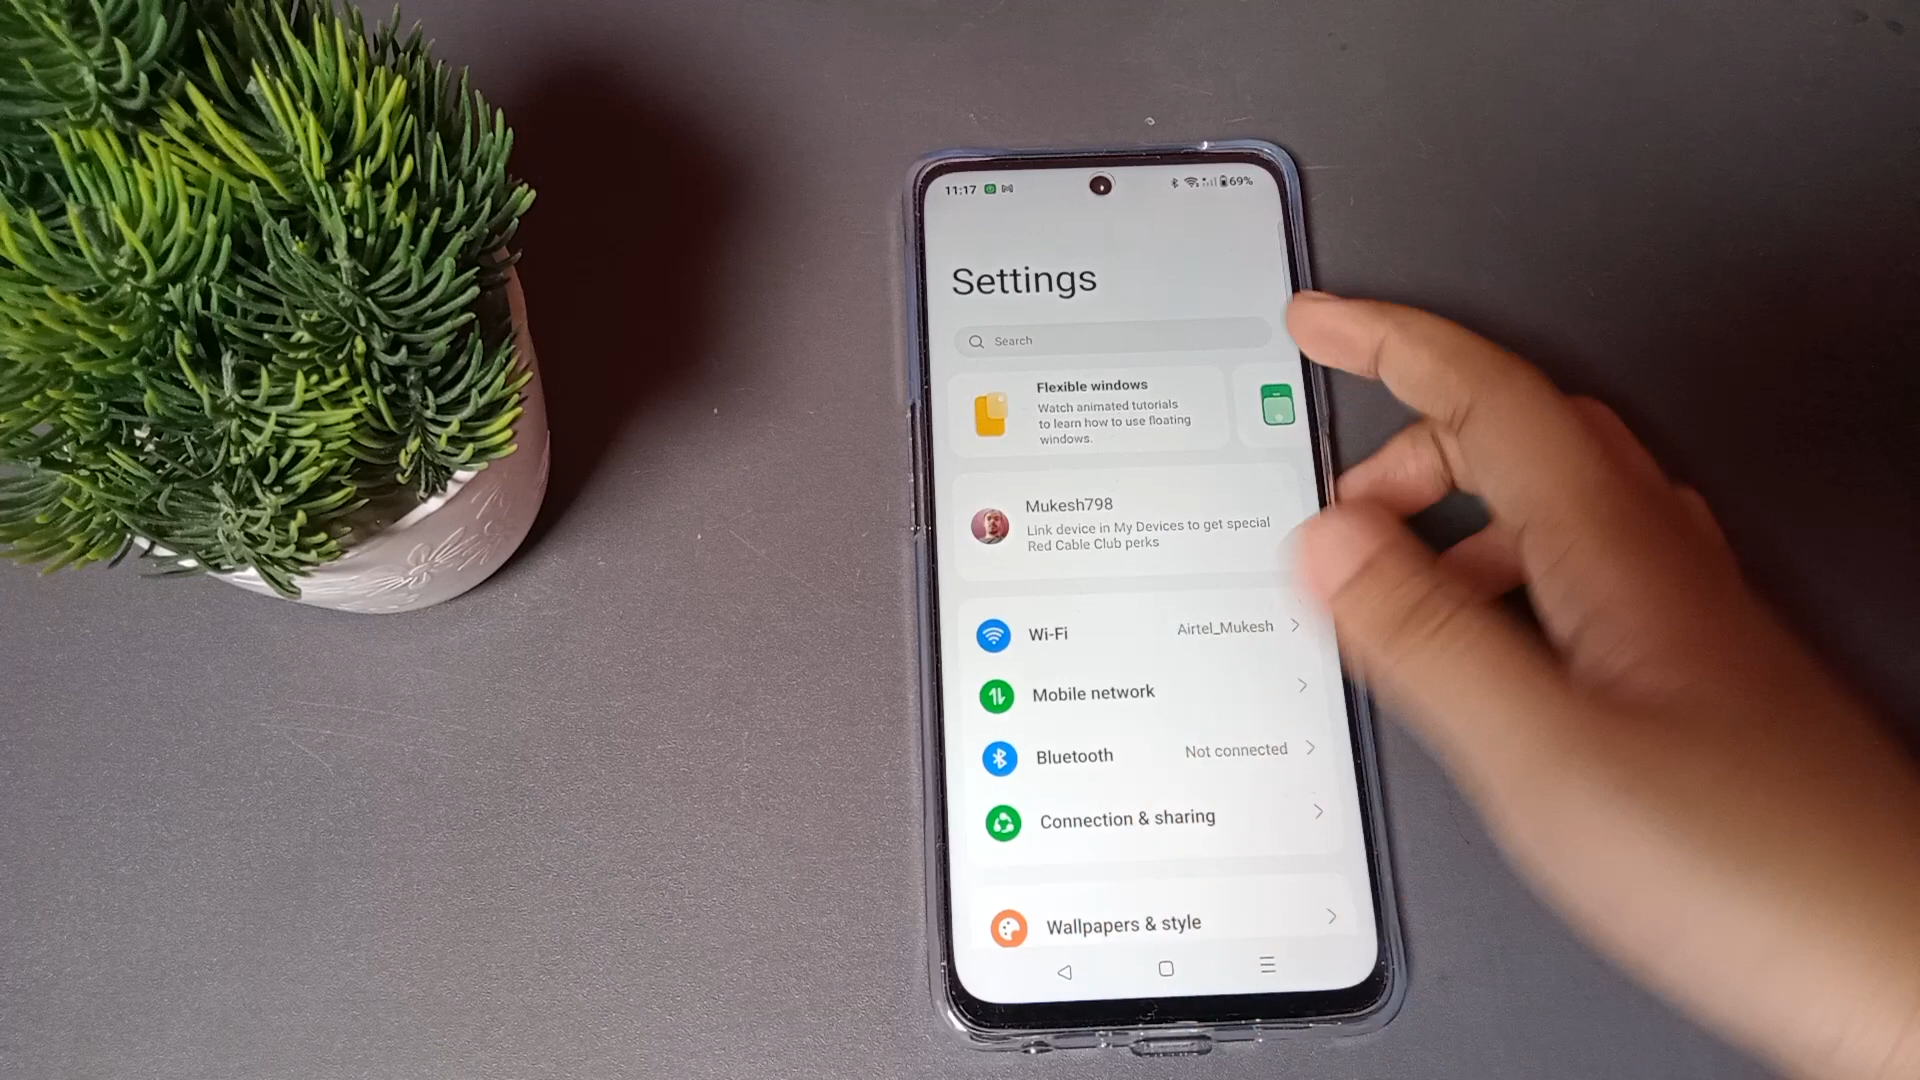 11:17 69%
Settings
Search
Flexible windows
Watch animated tutorials
to learn how to use floating
windows.
Mukesh798
Link device in My Devices to get special
Red Cable Club perks
Wi-Fi Airtel_Mukesh
Mobile network
Bluetooth Not connected
Connection & sharing
Wallpapers & style